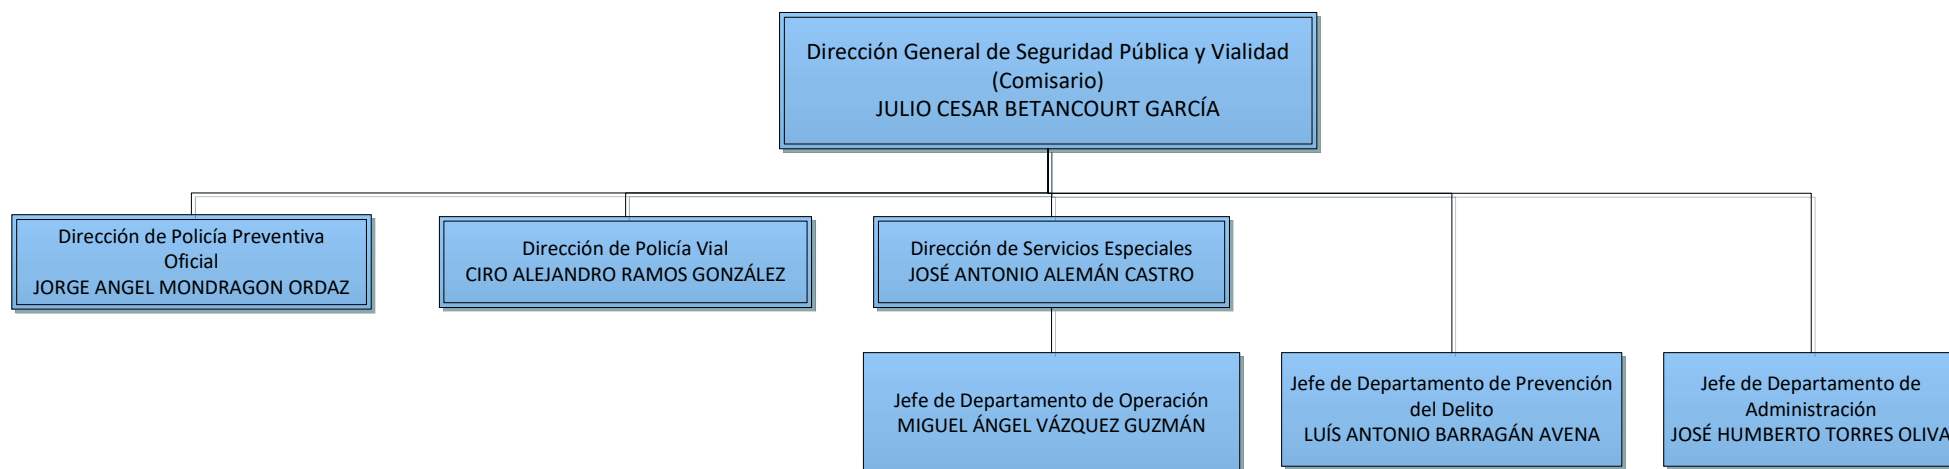 Dirección General de Seguridad Pública y Vialidad
(Comisario)
JULIO CESAR BETANCOURT GARCÍA
Dirección de Policía Preventiva
Oficial
JORGE ANGEL MONDRAGON ORDAZ
Dirección de Policía Vial
CIRO ALEJANDRO RAMOS GONZÁLEZ
Dirección de Servicios Especiales
JOSÉ ANTONIO ALEMÁN CASTRO
Jefe de Departamento de Operación
MIGUEL ÁNGEL VÁZQUEZ GUZMÁN
Jefe de Departamento de Prevención
del Delito
LUÍS ANTONIO BARRAGÁN AVENA
Jefe de Departamento de
Administración
JOSÉ HUMBERTO TORRES OLIVA